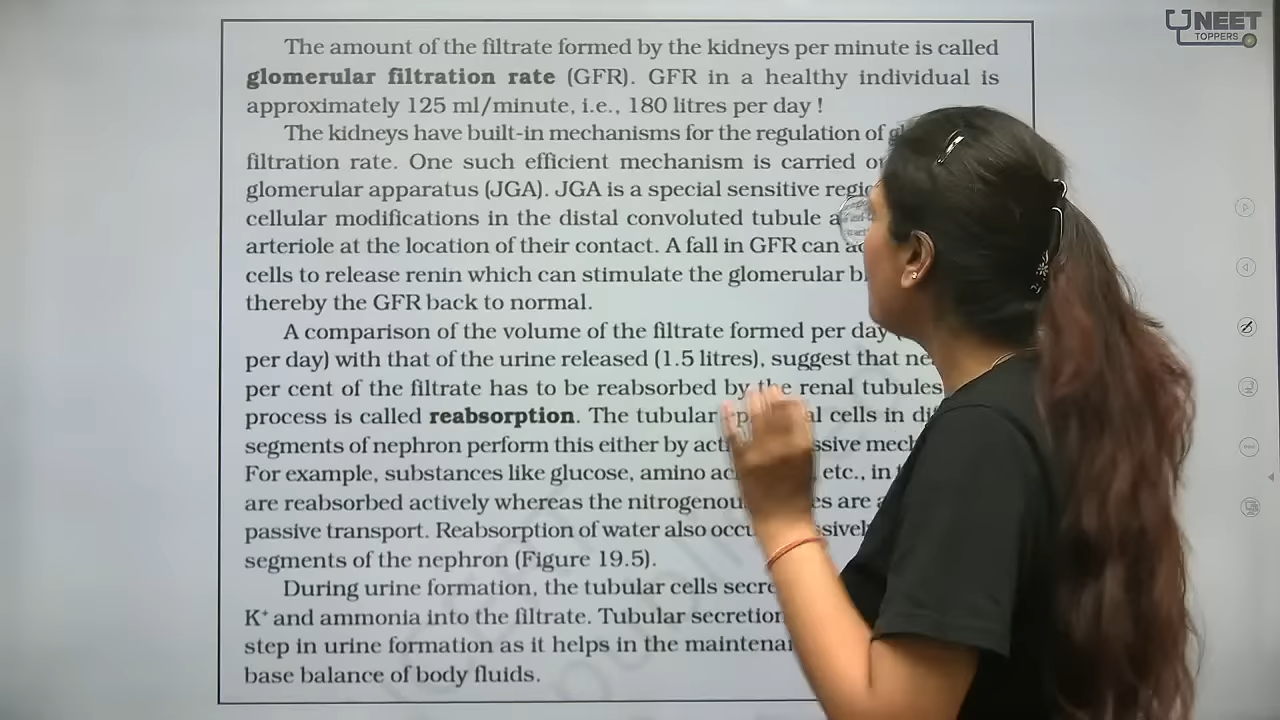 NEET
TOPPERS
The amount of the filtrate formed by the kidneys per minute is called
glomerular filtration rate (GFR). GFR in a healthy individual is
approximately 125 ml/minute, i.e., 180 litres per day !
The kidneys have built-in mechanisms for the regulation of
filtration rate. One such efficient mechanism is carried
glomerular apparatus (JGA). JGA is a special sensitive
cellular modifications in the distal convoluted tubule
arteriole at the location of their contact. A fall in GFR can
cells to release renin which can stimulate the glomerular
thereby the GFR back to normal.
A comparison of the volume of the filtrate formed per day
per day) with that of the urine released (1.5 litres), suggest that
per cent of the filtrate has to be reabsorbed by the renal tubules
process is called reabsorption. The tubular cells in
segments of nephron perform this either by
For example, substances like glucose, amino etc., in
are reabsorbed actively whereas the are
passive transport. Reabsorption of water also
segments of the nephron (Figure 19.5).
During urine formation, the tubular cells
K⁺ and ammonia into the filtrate. Tubular
step in urine formation as it helps in the
base balance of body fluids.